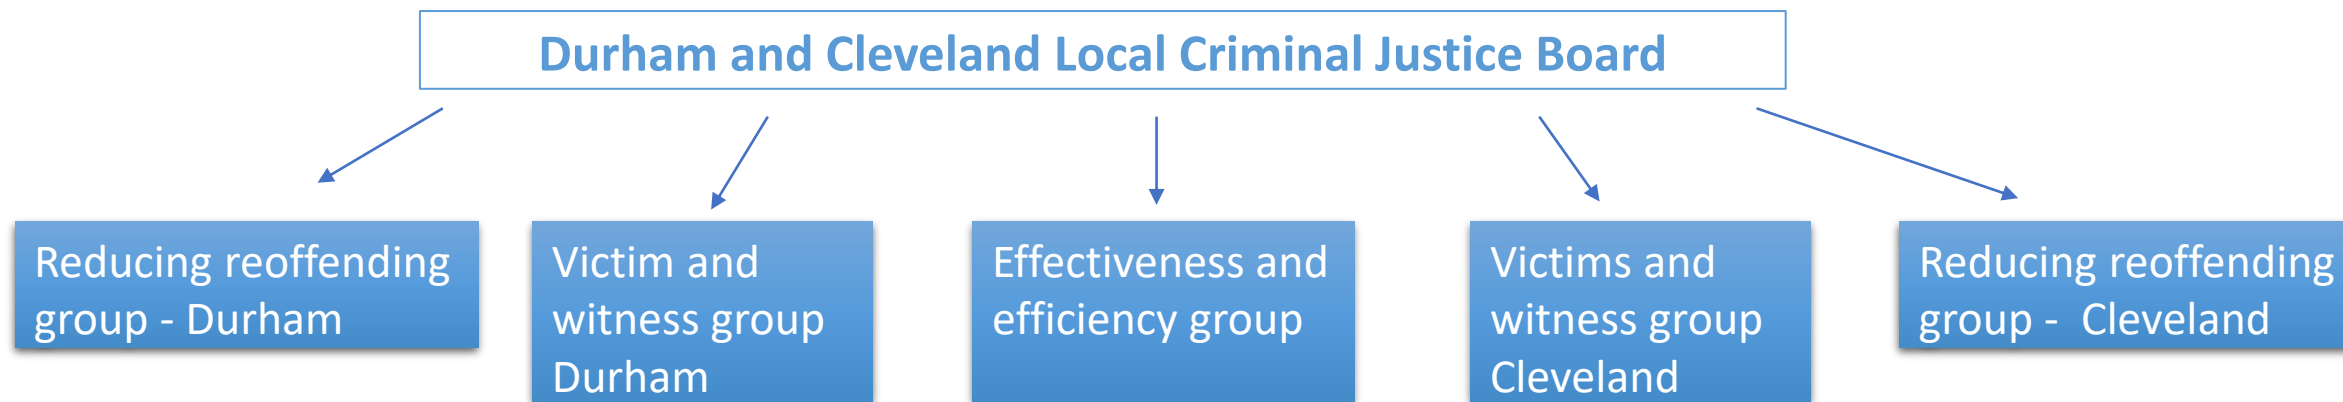 Durham and Cleveland Local Criminal Justice Board
Reducing reoffending
group - Durham
Victim and
witness group
Durham
Effectiveness and
efficiency group
Victims and
witness group
Cleveland
Reducing reoffending
group -  Cleveland